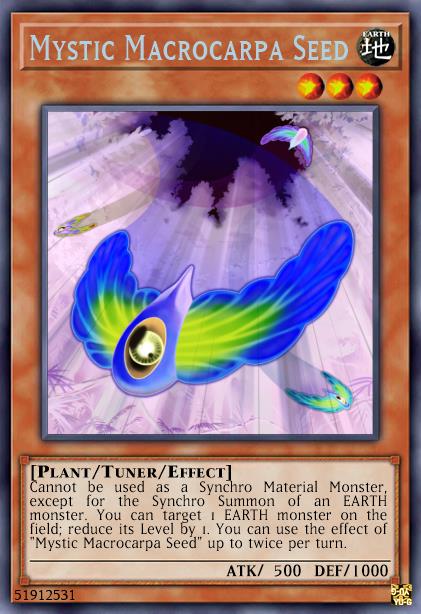 Mystic Macrocarpa Seed
EARTH
地
[Plant/Tuner/Effect]
Cannot be used as a Synchro Material Monster,
except for the Synchro Summon of an EARTH
monster. You can target 1 EARTH monster on the
field; reduce its Level by 1. You can use the effect of
"Mystic Macrocarpa Seed" up to twice per turn.
ATK/ 500 DEF/1000
51912531